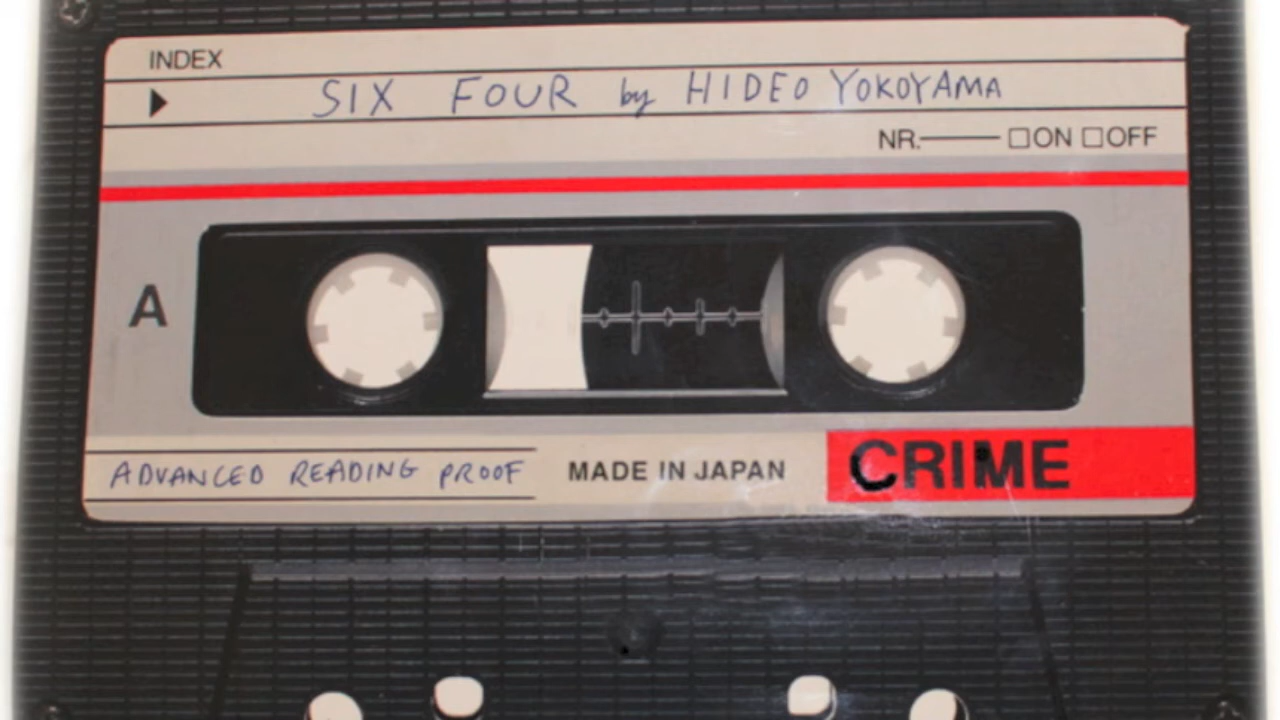 INDEX
SIX FOUR by HIDEO YOKOYAMA
NR. ON OFF
A
ADVANCED READING PROOF
MADE IN JAPAN
CRIME